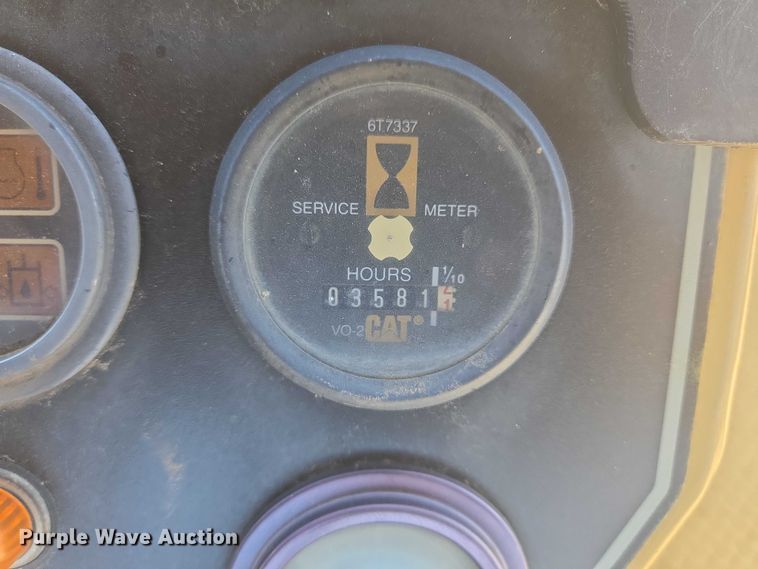 6T7337
SERVICE METER
HOURS 1/10
03581
VO-2
CAT®
Purple Wave Auction